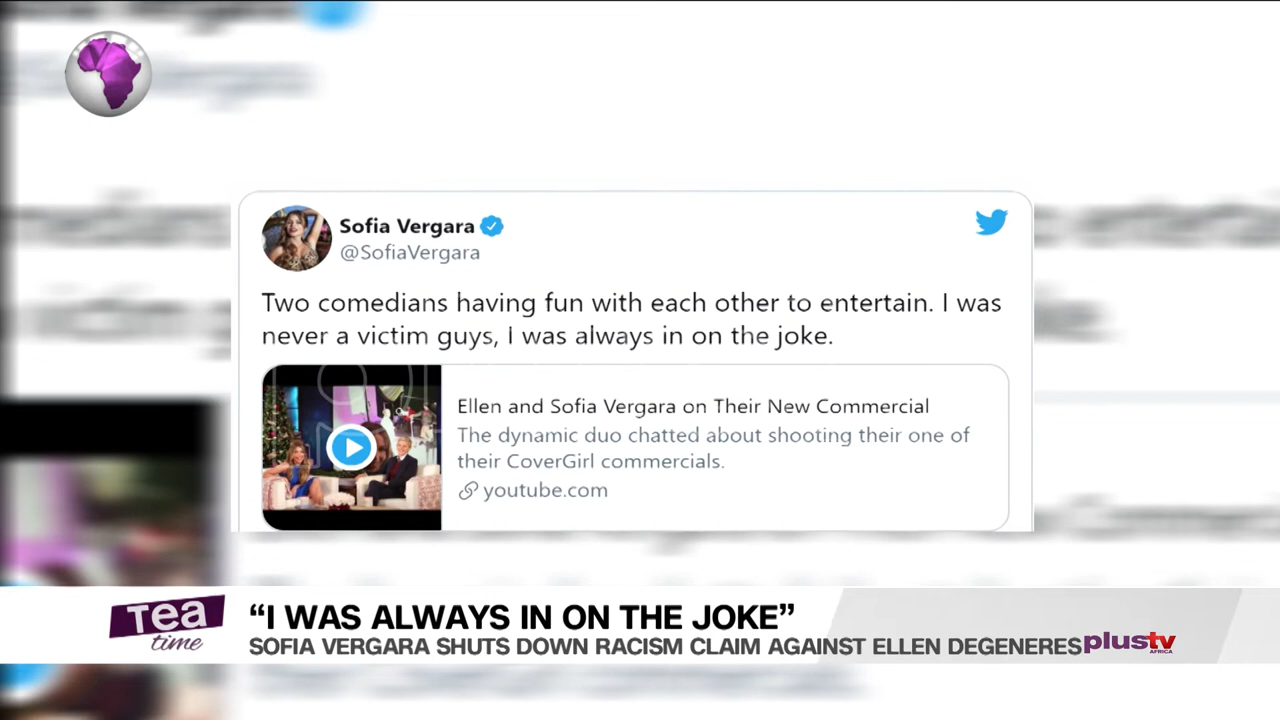 Sofia Vergara
@SofiaVergara
Two comedians having fun with each other to entertain. I was
never a victim guys, I was always in on the joke.
Ellen and Sofia Vergara on Their New Commercial
The dynamic duo chatted about shooting their one of
their CoverGirl commercials.
youtube.com
Tea
time
“I WAS ALWAYS IN ON THE JOKE”
SOFIA VERGARA SHUTS DOWN RACISM CLAIM AGAINST ELLEN DEGENERES
plustv
AFRICA